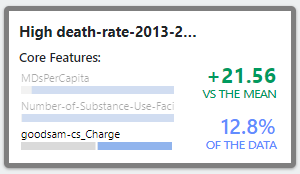 High death-rate-2013-2...
Core Features:
MDsPerCapita
Number-of-Substance-Use-Faci
goodsam-cs_Charge
+21.56
VS THE MEAN
12.8%
OF THE DATA